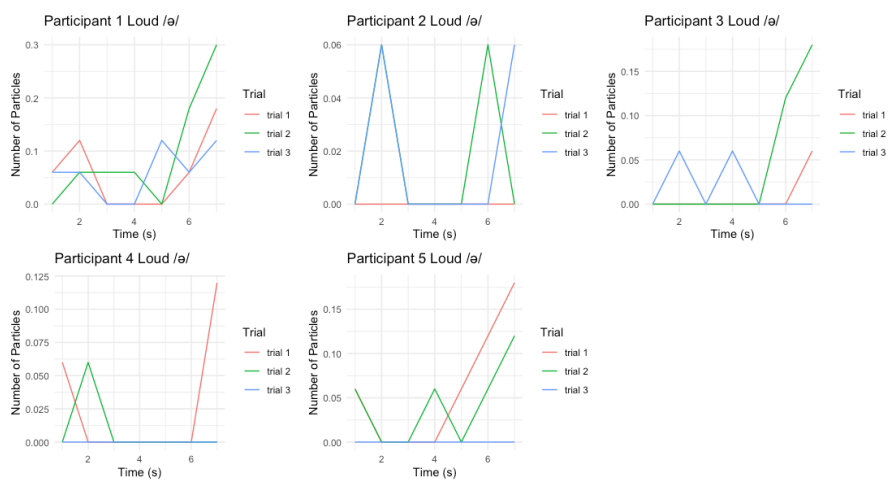 Participant 1 Loud /ə/
Number of Particles
0.3
0.2
0.1
0.0
2 4 6
Time (s)
Trial
trial 1
trial 2
trial 3
Participant 2 Loud /ə/
Number of Particles
0.06
0.04
0.02
0.00
2 4 6
Time (s)
Trial
trial 1
trial 2
trial 3
Participant 3 Loud /ə/
Number of Particles
0.15
0.10
0.05
0.00
2 4 6
Time (s)
Trial
trial 1
trial 2
trial 3
Participant 4 Loud /ə/
Number of Particles
0.125
0.100
0.075
0.050
0.025
0.000
2 4 6
Time (s)
Trial
trial 1
trial 2
trial 3
Participant 5 Loud /ə/
Number of Particles
0.15
0.10
0.05
0.00
2 4 6
Time (s)
Trial
trial 1
trial 2
trial 3